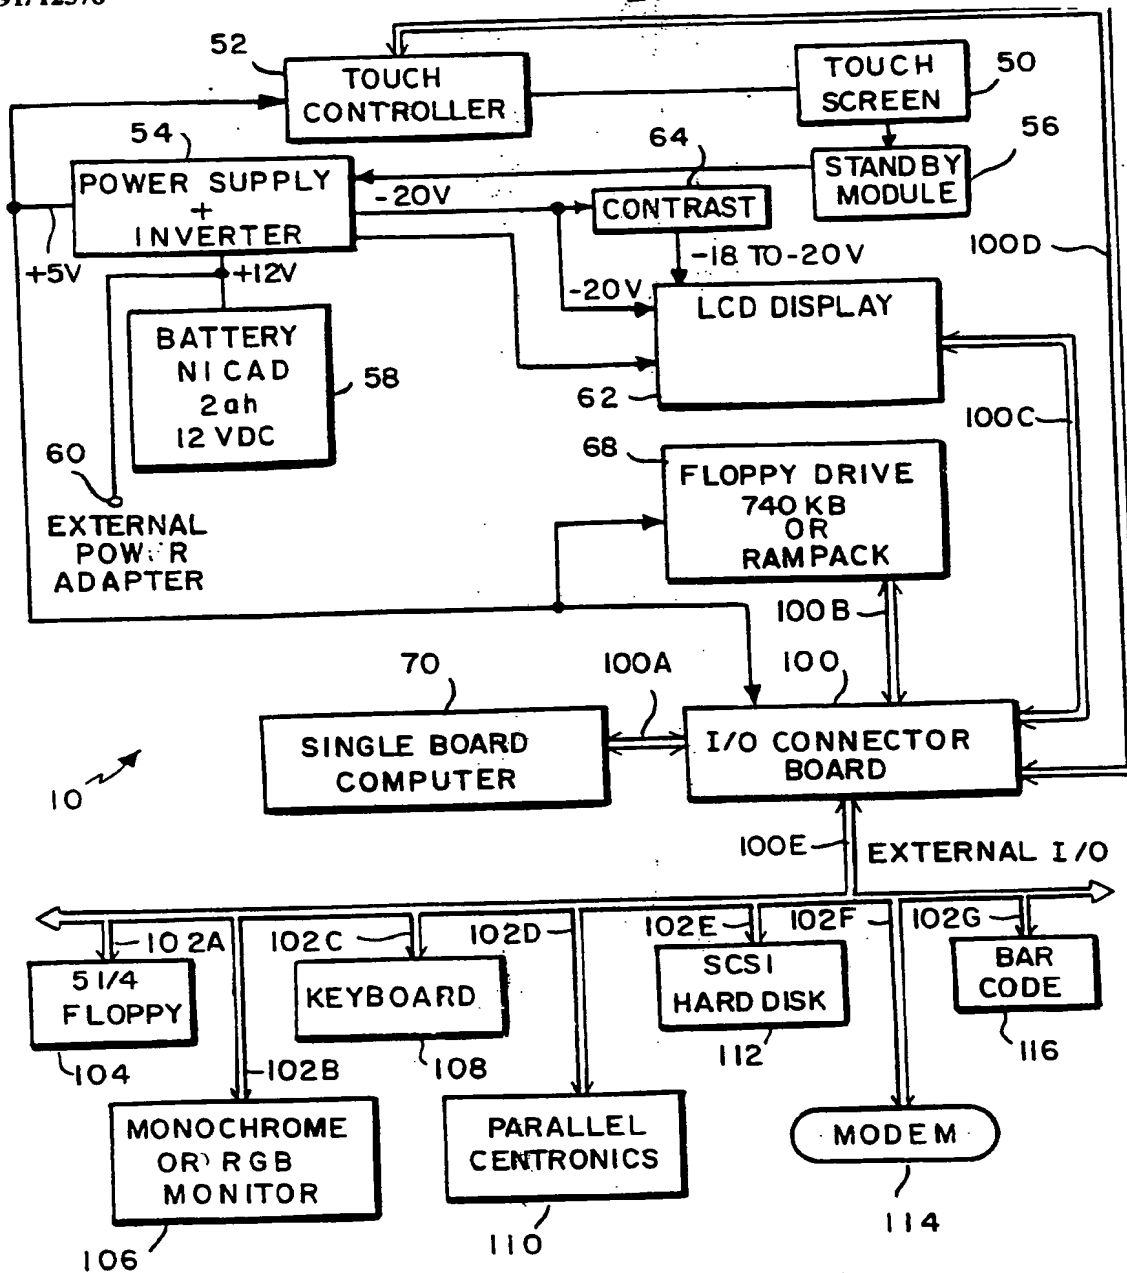 52
TOUCH
CONTROLLER
TOUCH
SCREEN
50
54
64
56
POWER SUPPLY
+
INVERTER
-20V
CONTRAST
STANDBY
MODULE
+5V
+12V
-18 TO -20V
100D
-20V
LCD DISPLAY
BATTERY
NICAD
2ah
12 VDC
58
62
100C
60
68
FLOPPY DRIVE
740 KB
OR
RAMPACK
EXTERNAL
ADAPTER
100B
70
100A
100
SINGLE BOARD
COMPUTER
I/O CONNECTOR
BOARD
10
100E
EXTERNAL I/O
102A
102C
102D
102E
102F
102G
5 1/4
FLOPPY
KEYBOARD
SCSI
HARD DISK
BAR
CODE
104
102B
108
112
116
MONOCHROME
OR RGB
MONITOR
PARALLEL
CENTRONICS
MODEM
106
110
114